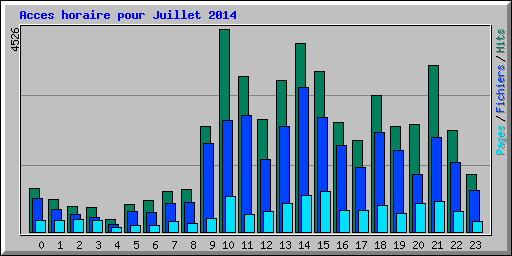 Acces horaire pour Juillet 2014
4526
Pages / Fichiers / Hits
0 1 2 3 4 5 6 7 8 9 10 11 12 13 14 15 16 17 18 19 20 21 22 23